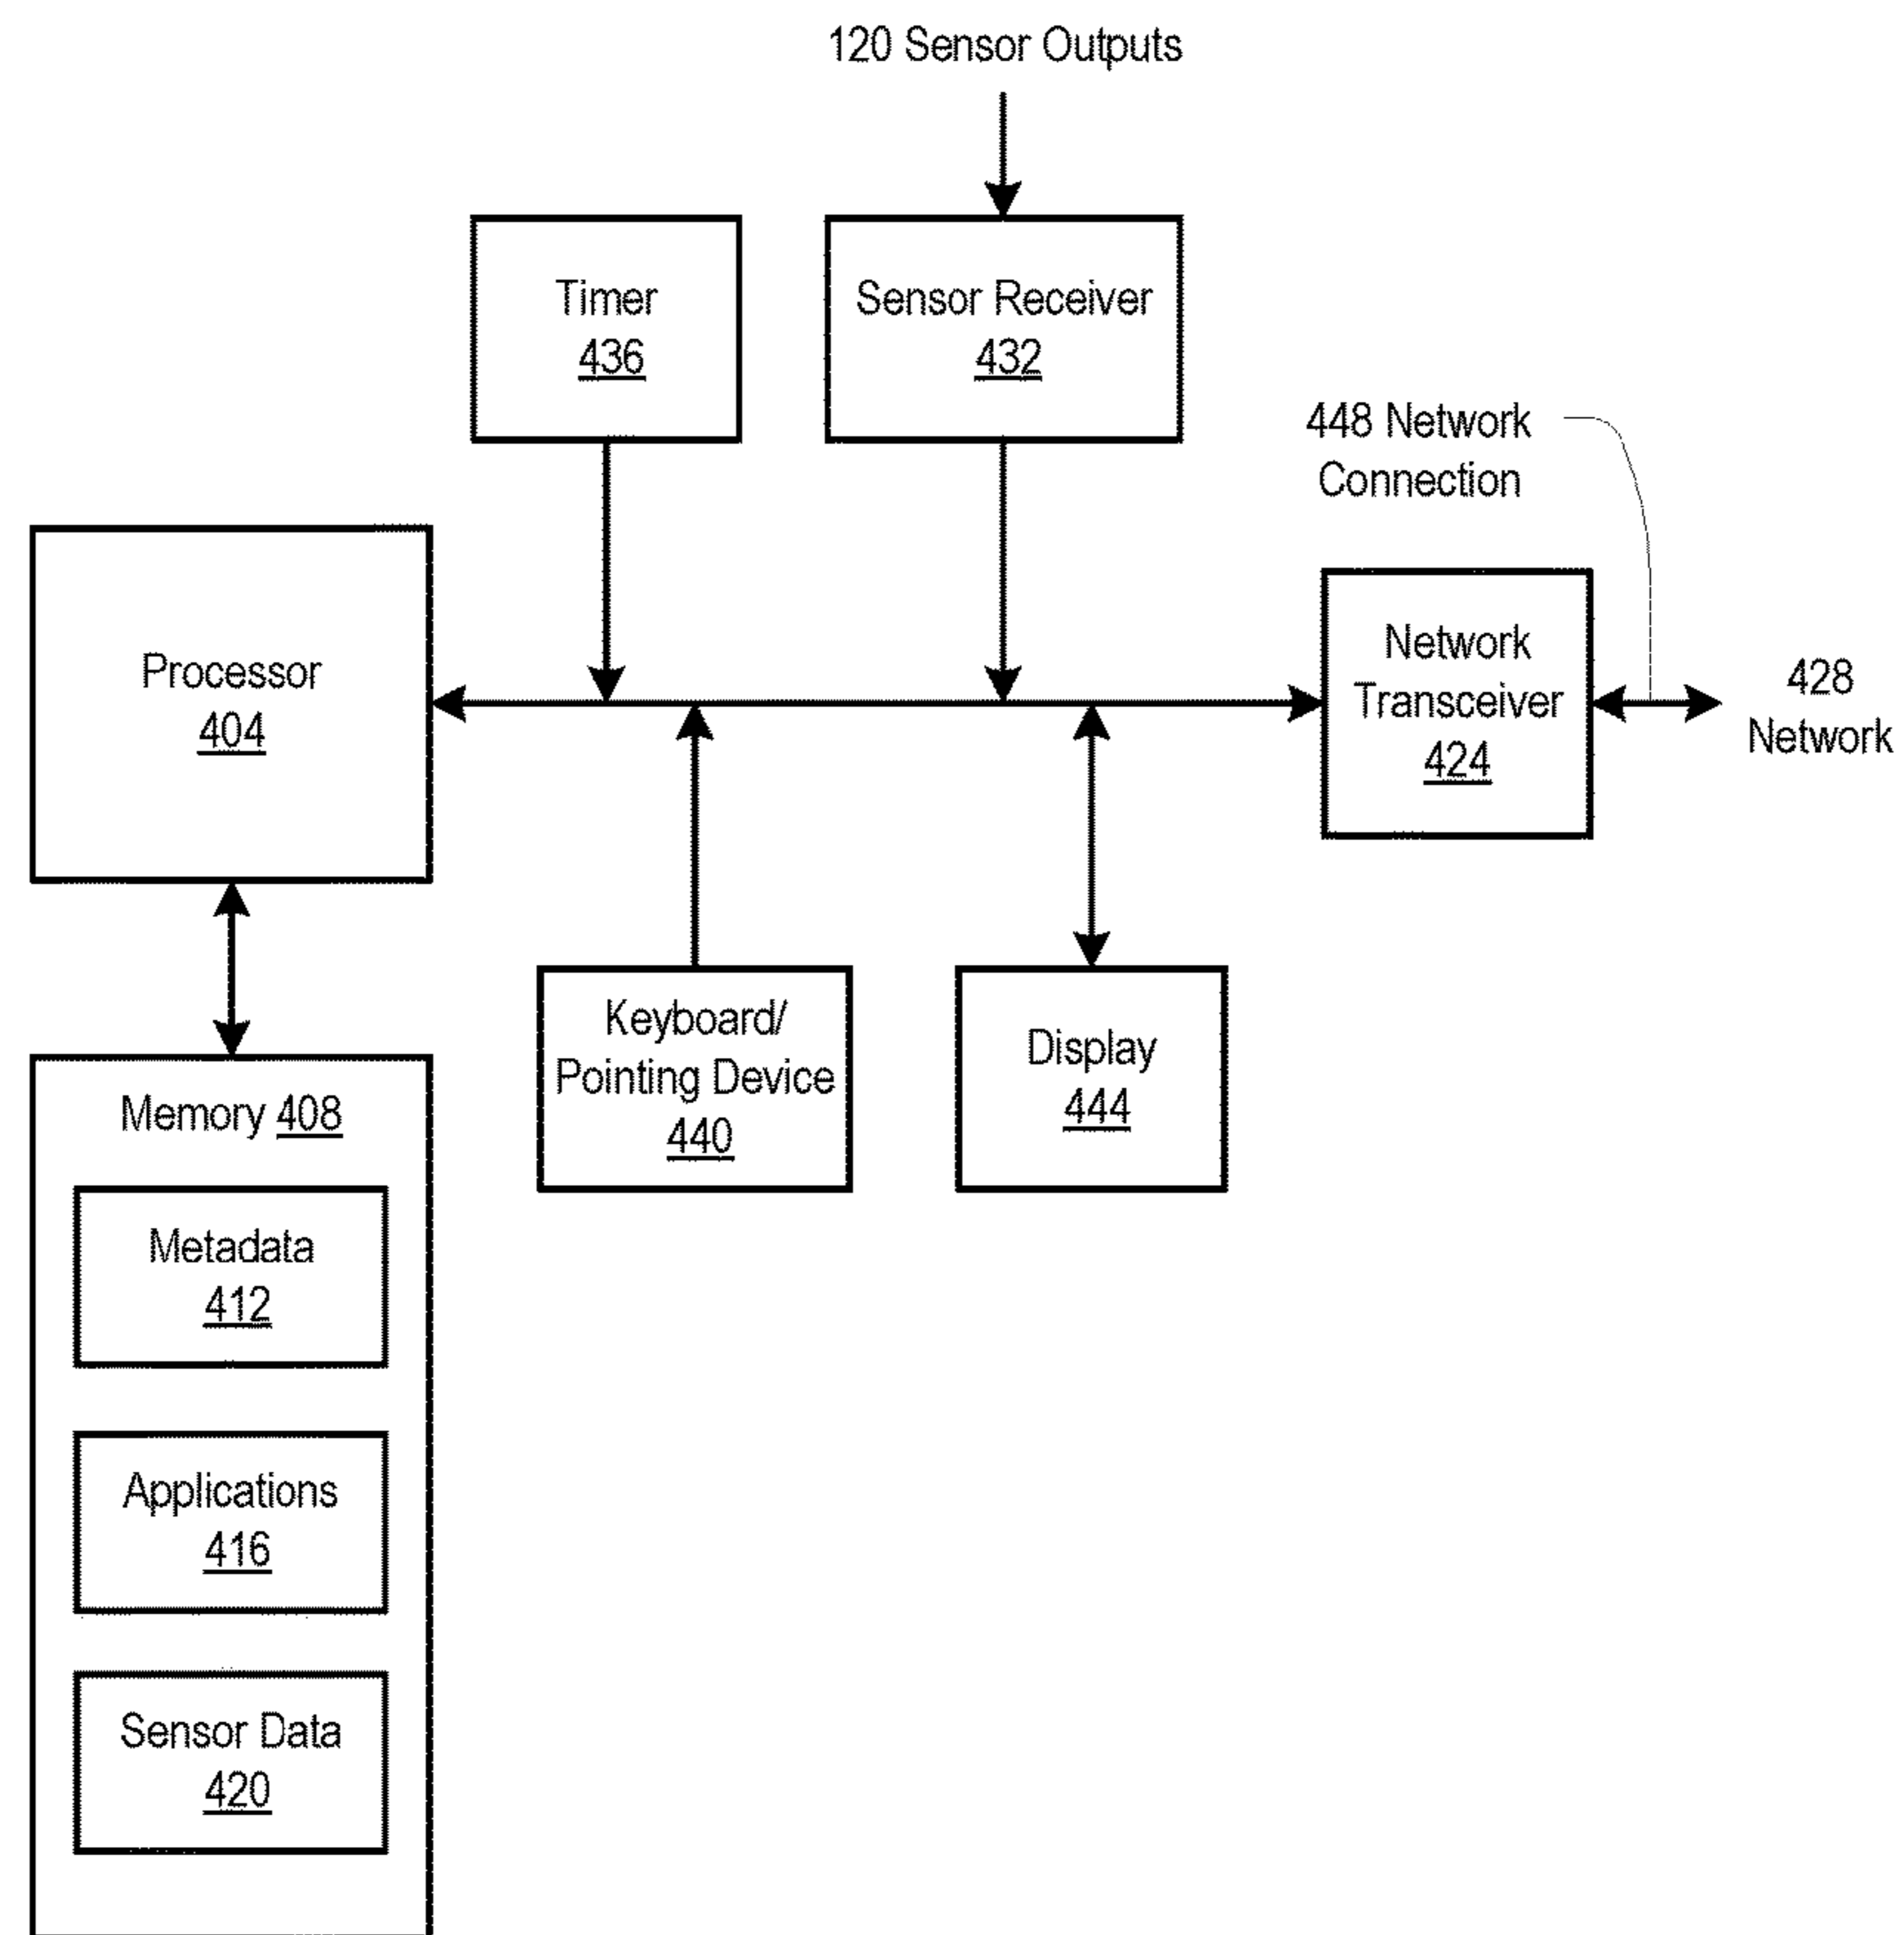 120 Sensor Outputs
Timer
436
Sensor Receiver
432
448 Network
Connection
Processor
404
Network
Transceiver
424
428
Network
Keyboard/
Pointing Device
440
Display
444
Memory 408
Metadata
412
Applications
416
Sensor Data
420